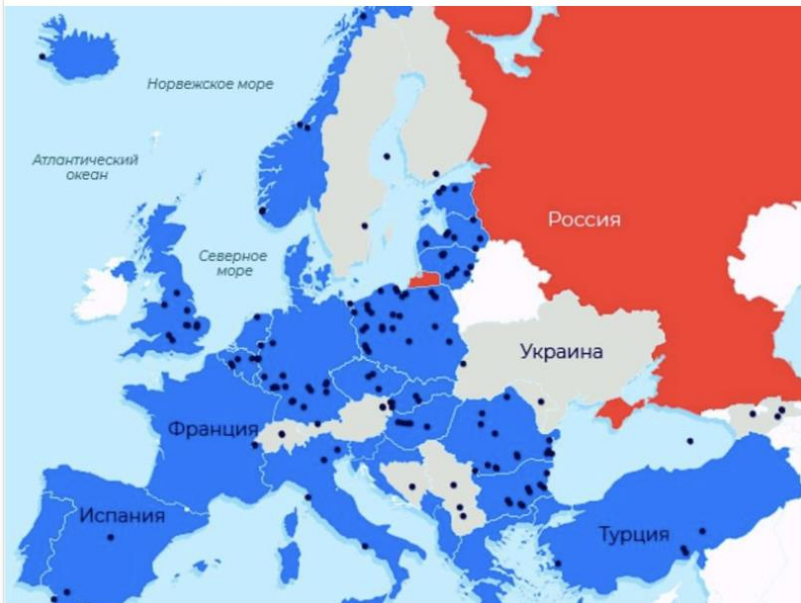 Норвежское море
Атлантический
океан
Россия
Северное
море
Украина
Франция
Испания
Турция